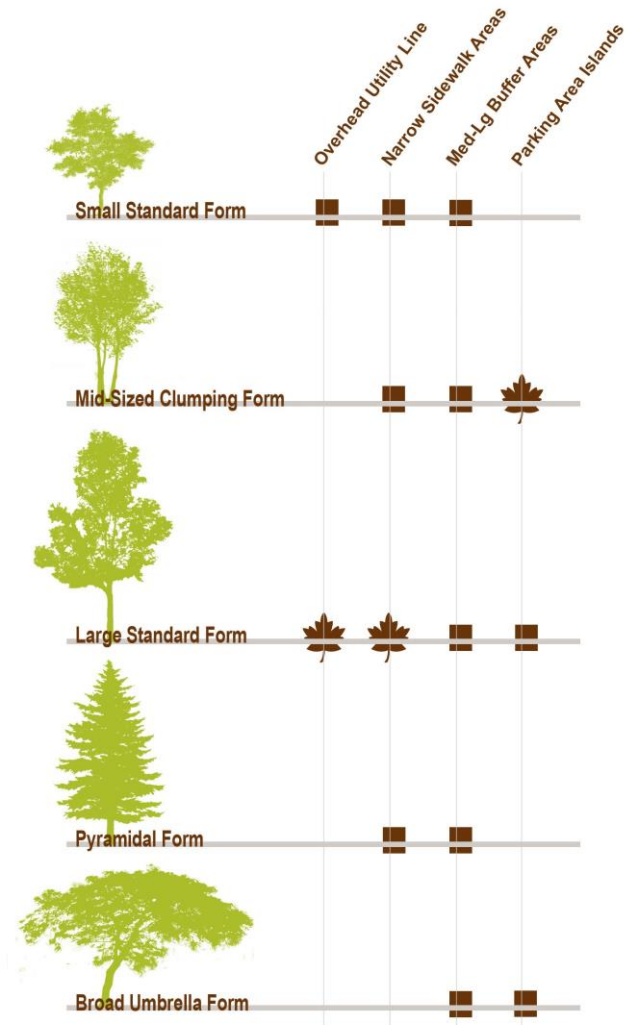 Overhead Utility Line
Narrow Sidewalk Areas
Med-Lg Buffer Areas
Parking Area Islands
Small Standard Form
Mid-Sized Clumping Form
Large Standard Form
Pyramidal Form
Broad Umbrella Form